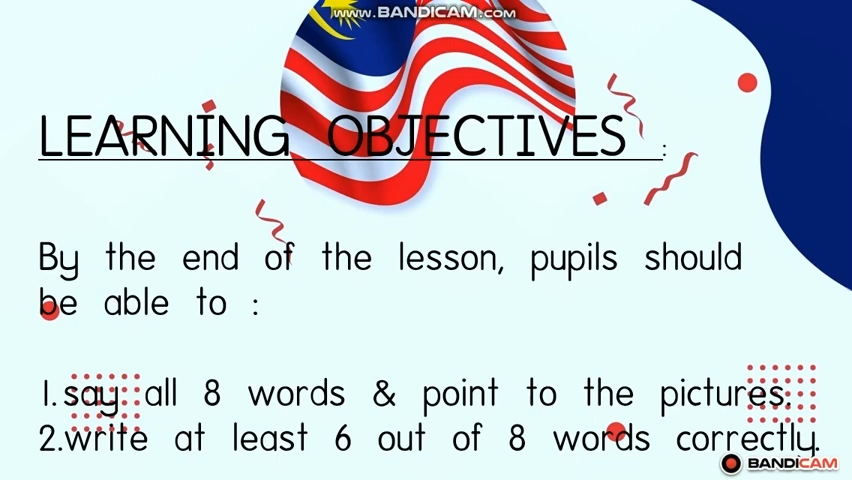 www.BANDICAM.com
LEARNING OBJECTIVES :
By the end of the lesson, pupils should
be able to :
1. say all 8 words & point to the pictures.
2.write at least 6 out of 8 words correctly.
BANDICAM